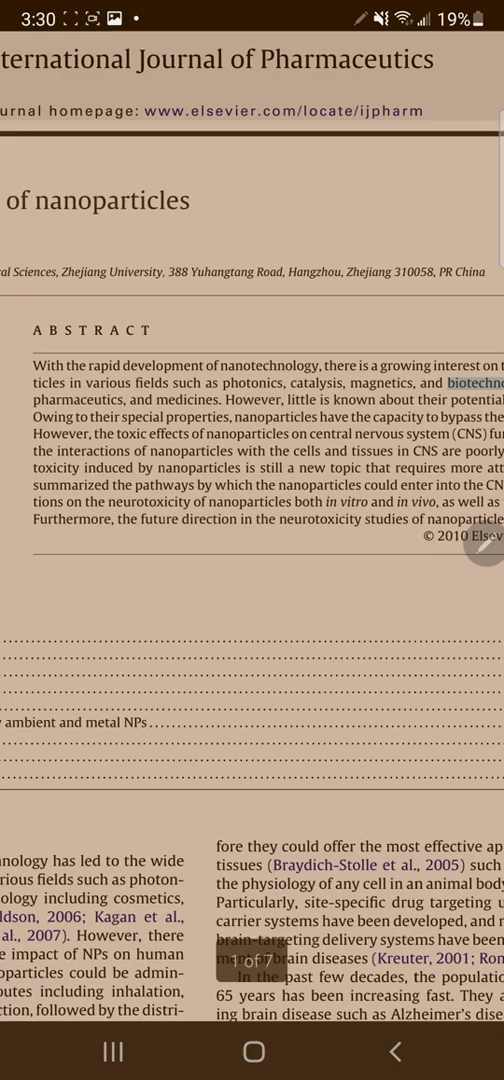 3:30
19%
ternational Journal of Pharmaceutics
urnal homepage: www.elsevier.com/locate/ijpharm
of nanoparticles
al Sciences, Zhejiang University, 388 Yuhangtang Road, Hangzhou, Zhejiang 310058, PR China
ABSTRACT
With the rapid development of nanotechnology, there is a growing interest on t
ticles in various fields such as photonics, catalysis, magnetics, and biotechno
pharmaceutics, and medicines. However, little is known about their potential
Owing to their special properties, nanoparticles have the capacity to bypass the
However, the toxic effects of nanoparticles on central nervous system (CNS) fu
the interactions of nanoparticles with the cells and tissues in CNS are poorly
toxicity induced by nanoparticles is still a new topic that requires more att
summarized the pathways by which the nanoparticles could enter into the CN
tions on the neurotoxicity of nanoparticles both in vitro and in vivo, as well as
Furthermore, the future direction in the neurotoxicity studies of nanoparticle
© 2010 Elsev
y ambient and metal NPs
nology has led to the wide
rious fields such as photon-
ology including cosmetics,
ldson, 2006; Kagan et al.,
al., 2007). However, there
e impact of NPs on human
oparticles could be admin-
outes including inhalation,
ction, followed by the distri-
fore they could offer the most effective ap
tissues (Braydich-Stolle et al., 2005) such
the physiology of any cell in an animal body
Particularly, site-specific drug targeting u
carrier systems have been developed, and r
brain-targeting delivery systems have been
brain diseases (Kreuter, 2001; Ron
In the past few decades, the populatio
65 years has been increasing fast. They a
ing brain disease such as Alzheimer's dise
1 of 7